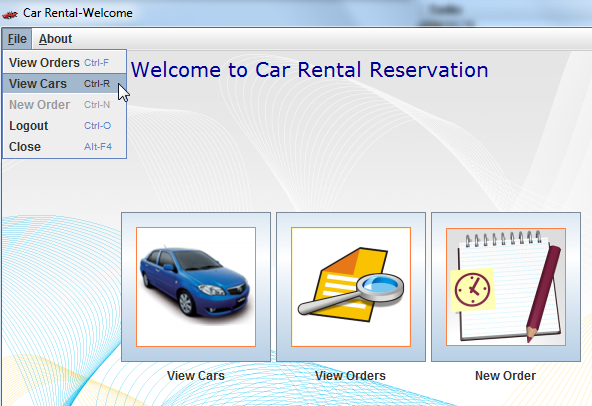 Car Rental-Welcome
File About
View Orders Ctrl-F
View Cars Ctrl-R
New Order Ctrl-N
Logout Ctrl-O
Close Alt-F4
Welcome to Car Rental Reservation
View Cars View Orders New Order